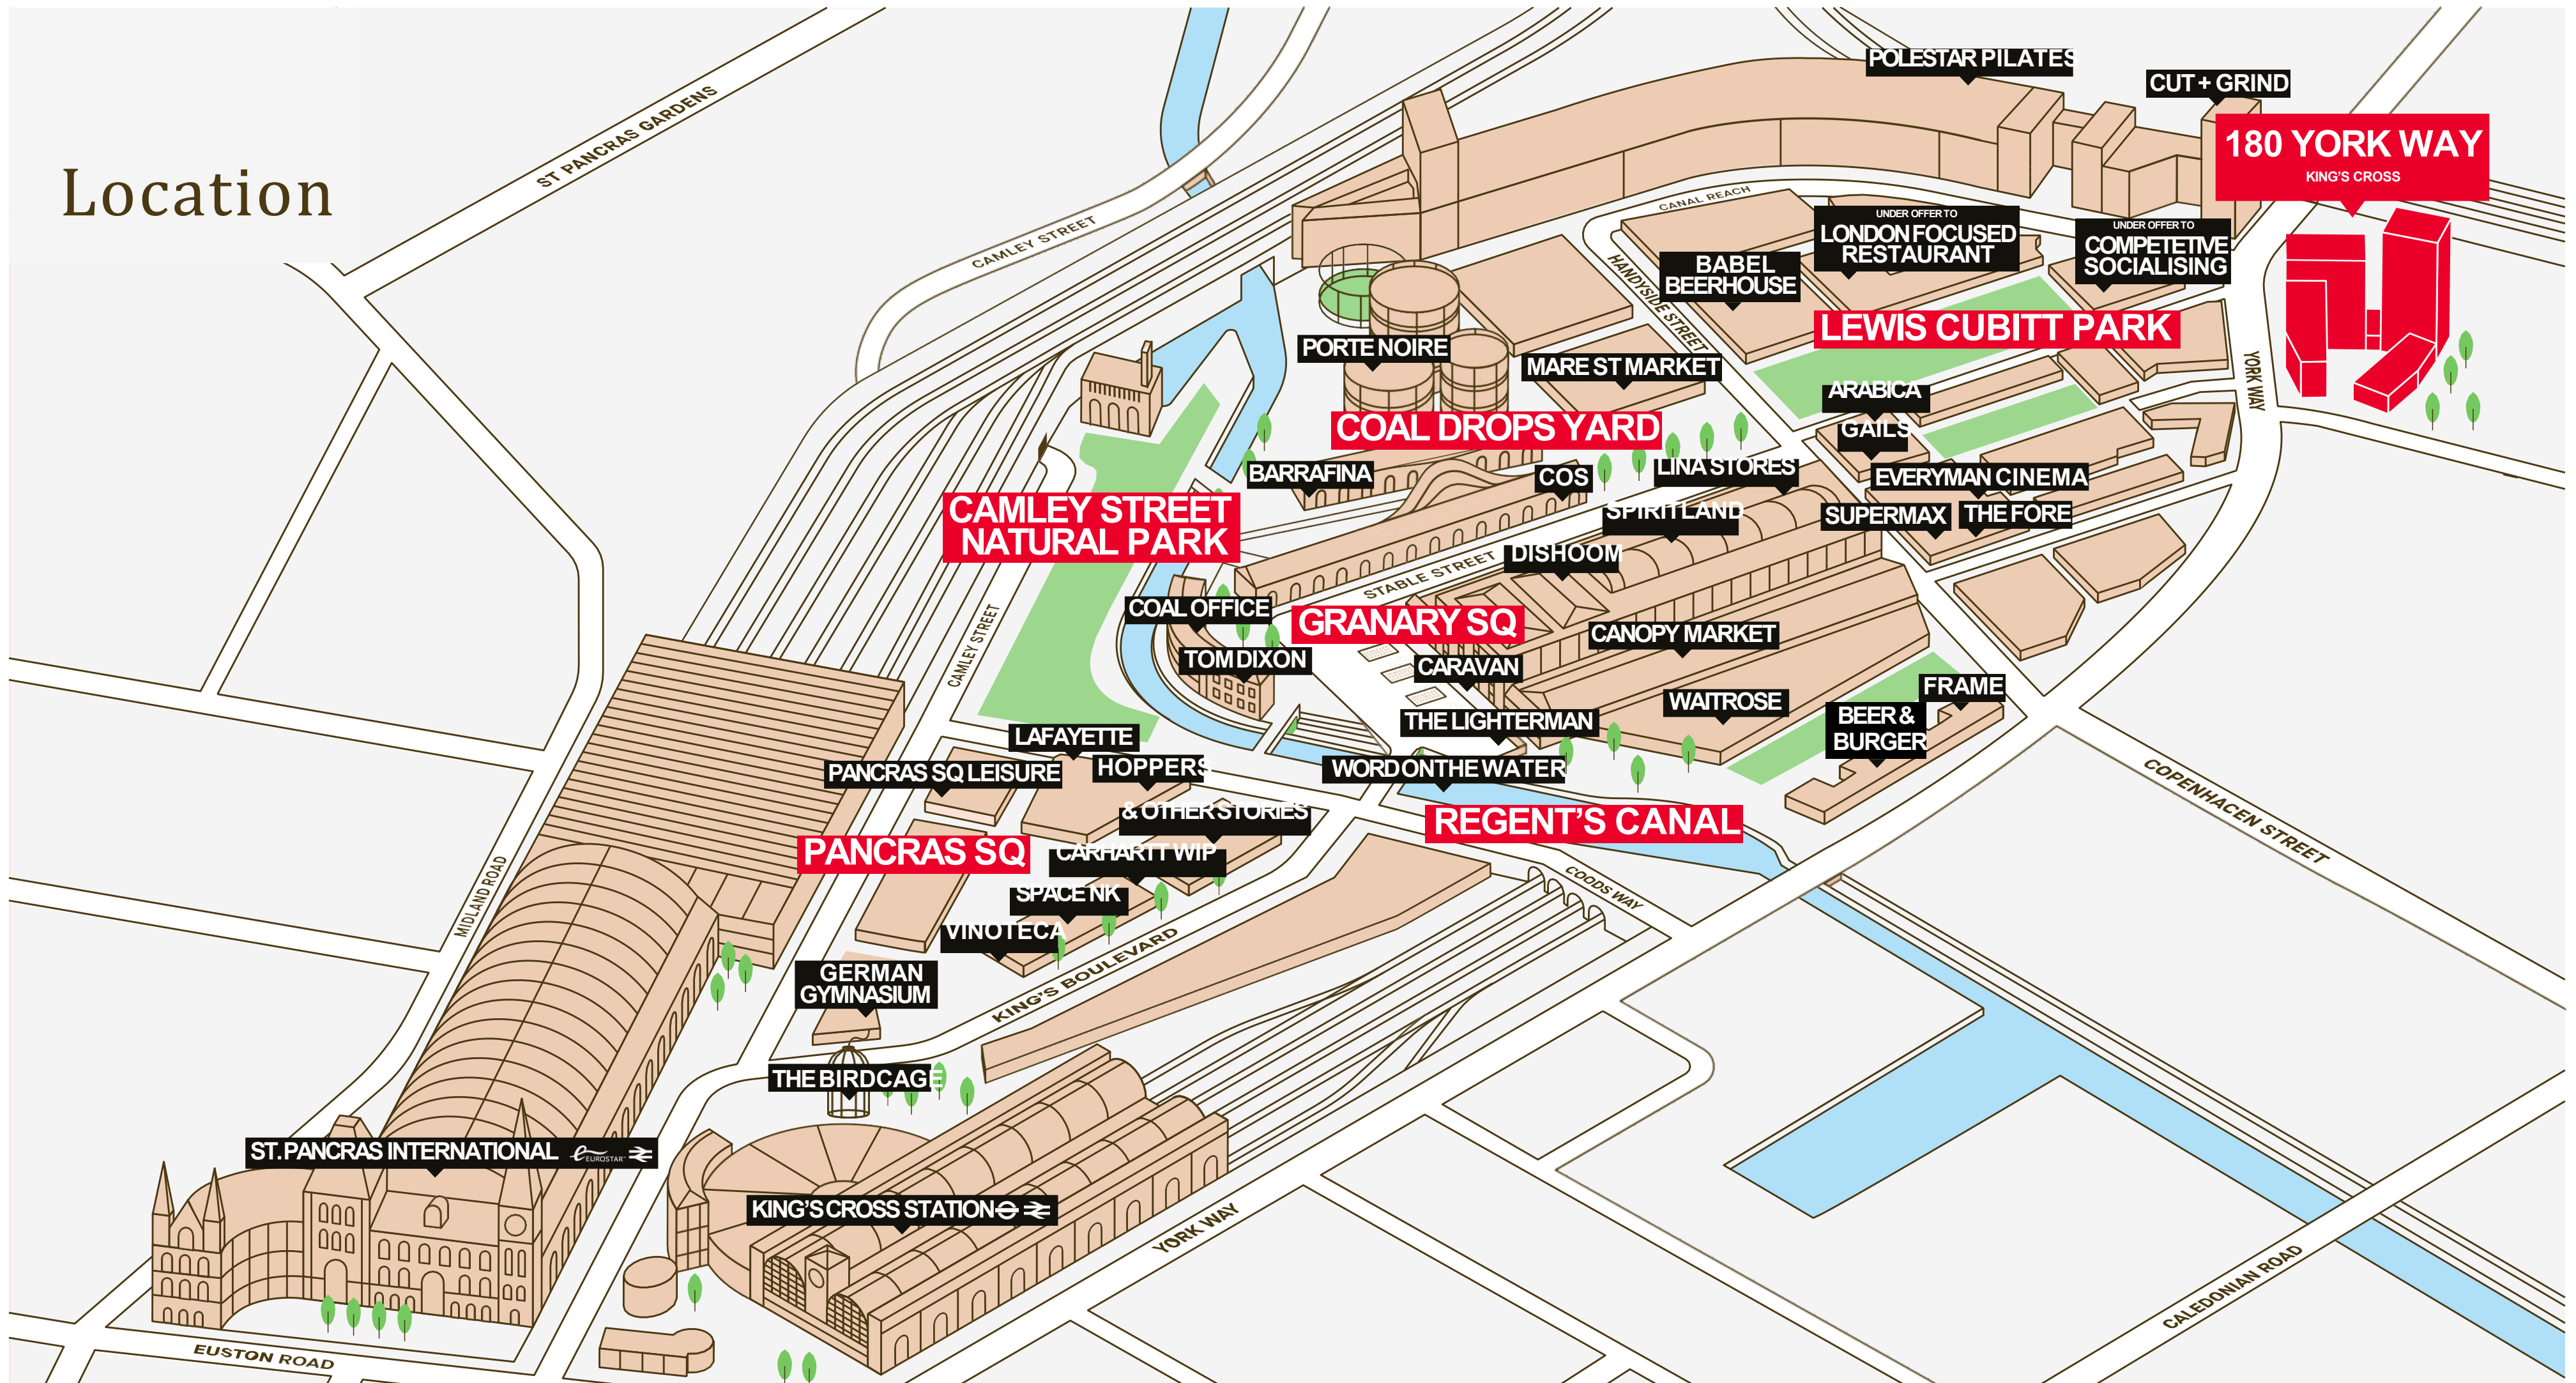 Location
ST PANCRAS GARDENS
CAMLEY STREET
POLESTAR PILATES
CUT + GRIND
180 YORK WAY
KING'S CROSS
CANAL REACH
HANDYSIDE STREET
UNDER OFFER TO
LONDON FOCUSED
RESTAURANT
UNDER OFFER TO
COMPETETIVE
SOCIALISING
BABEL
BEERHOUSE
LEWIS CUBITT PARK
PORTE NOIRE
MARE ST MARKET
YORK WAY
ARABICA
GAILS
COAL DROPS YARD
BARRAFINA
COS
LINA STORES
EVERYMAN CINEMA
SPIRITLAND
SUPERMAX
THE FORE
CAMLEY STREET
NATURAL PARK
DISHOOM
STABLE STREET
COAL OFFICE
GRANARY SQ
CANOPY MARKET
CAMLEY STREET
TOM DIXON
CARAVAN
WAITROSE
FRAME
THE LIGHTERMAN
BEER &
BURGER
LAFAYETTE
PANCRAS SQ LEISURE
HOPPERS
WORD ON THE WATER
COPENHACEN STREET
& OTHER STORIES
REGENT'S CANAL
PANCRAS SQ
CARHARTT WIP
MIDLAND ROAD
SPACE NK
COODS WAY
VINOTECA
KING'S BOULEVARD
GERMAN
GYMNASIUM
THE BIRDCAGE
ST. PANCRAS INTERNATIONAL EUROSTAR
KING'S CROSS STATION
YORK WAY
CALEDONIAN ROAD
EUSTON ROAD